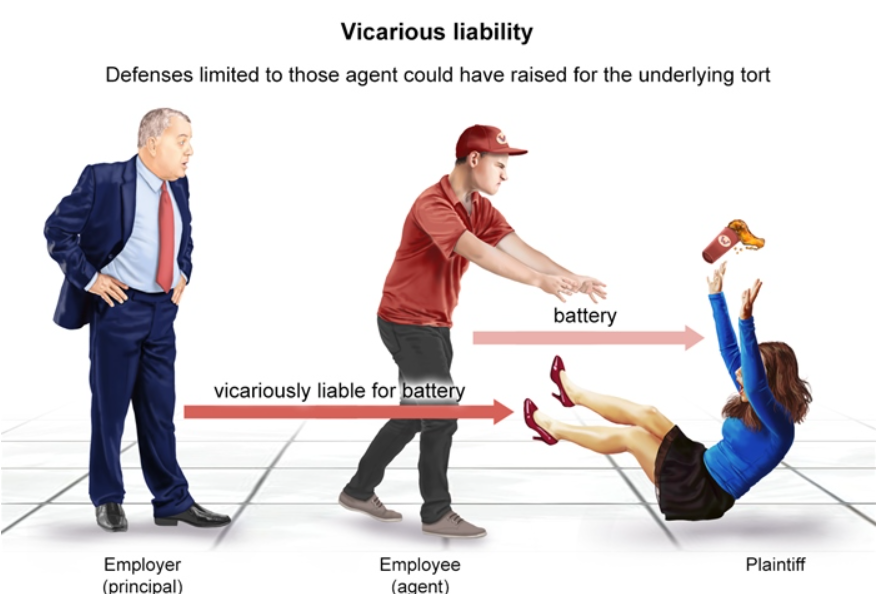 Vicarious liability
Defenses limited to those agent could have raised for the underlying tort
battery
vicariously liable for battery
Employer
(principal)
Employee
(agent)
Plaintiff